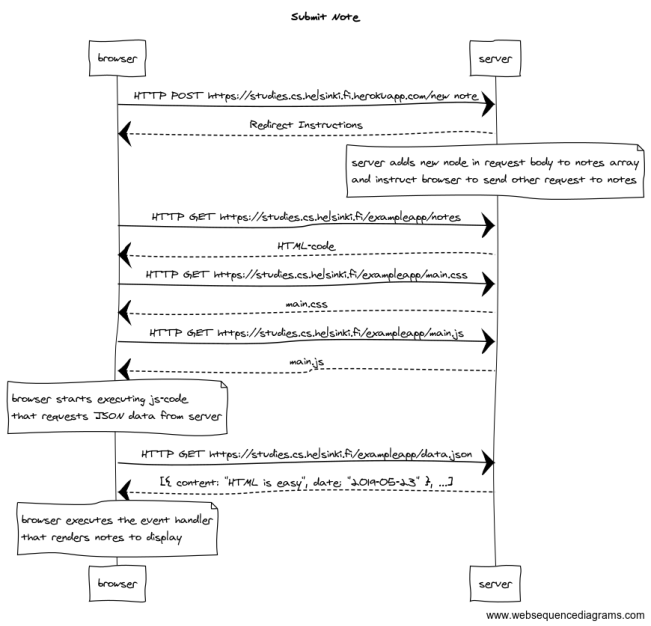 Submit Note
browser
server
HTTP POST https://studies.cs.helsinki.fi.herokuapp.com/new note
Redirect Instructions
server adds new node in request body to notes array
and instruct browser to send other request to notes
HTTP GET https://studies.cs.helsinki.fi/exampleapp/notes
HTML-code
HTTP GET https://studies.cs.helsinki.fi/exampleapp/main.css
main.css
HTTP GET https://studies.cs.helsinki.fi/exampleapp/main.js
main.js
browser starts executing js-code
that requests JSON data from server
HTTP GET https://studies.cs.helsinki.fi/exampleapp/data.json
[{ content: "HTML is easy", date: "2019-05-23" }, ...]
browser executes the event handler
that renders notes to display
browser
server
www.websequencediagrams.com